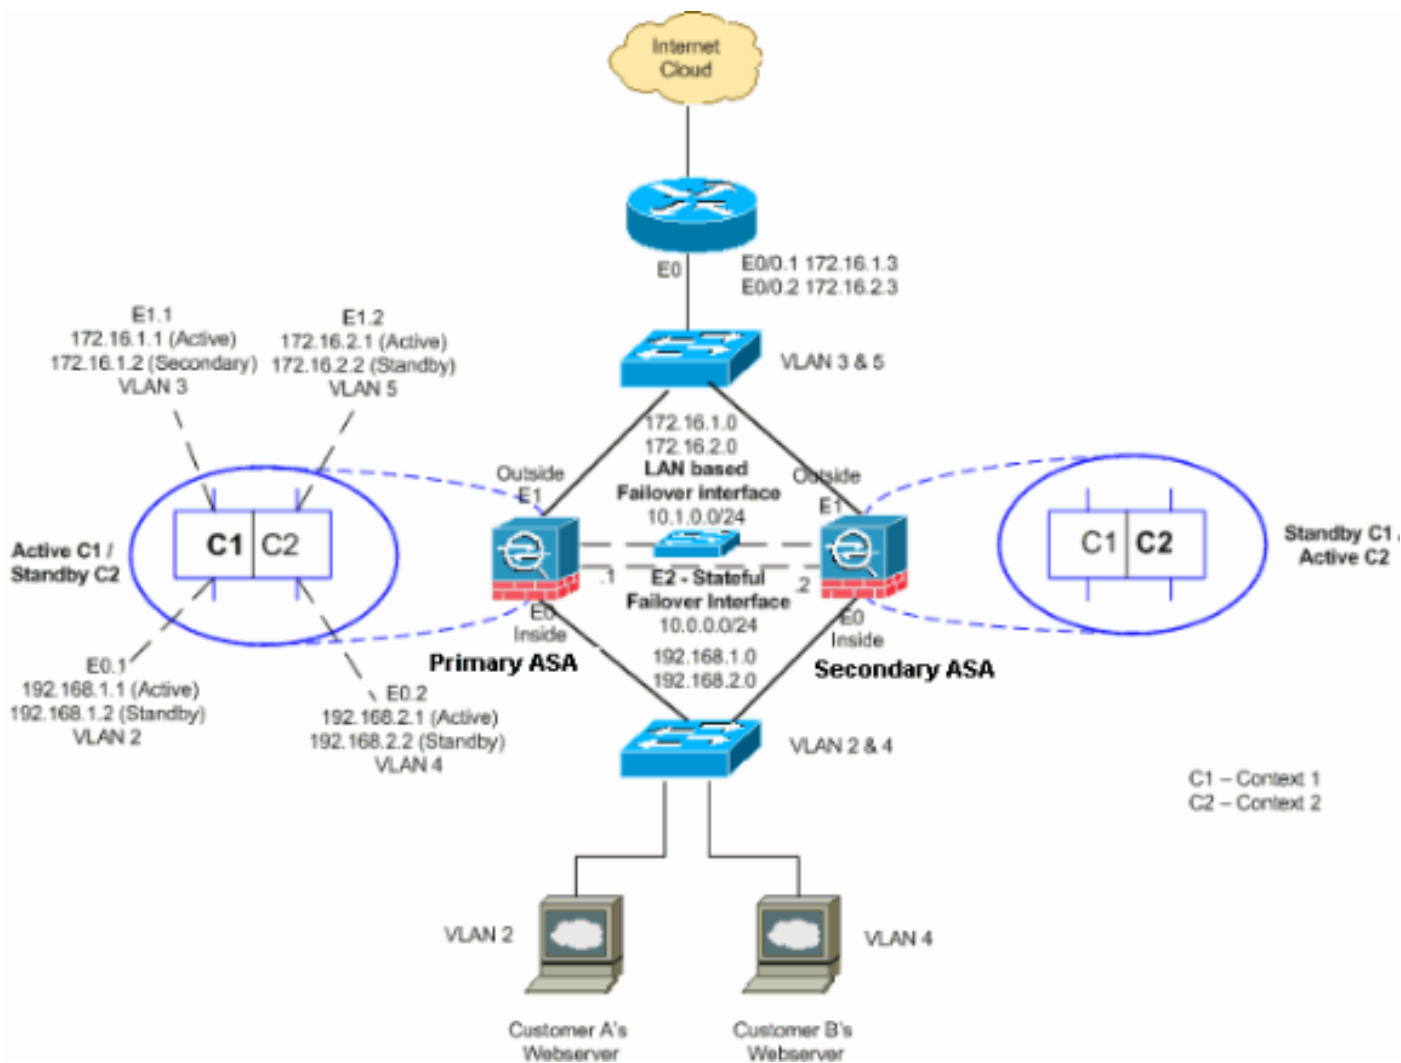 Internet
Cloud
E0
E0/0.1 172.16.1.3
E0/0.2 172.16.2.3
E1.1
172.16.1.1 (Active)
172.16.1.2 (Secondary)
VLAN 3
E1.2
172.16.2.1 (Active)
172.16.2.2 (Standby)
VLAN 5
VLAN 3 & 5
172.16.1.0
172.16.2.0
LAN based
Failover interface
10.1.0.0/24
Outside
E1
Outside
E1
Active C1 /
Standby C2
C1 C2
C1 C2
Standby C1 /
Active C2
.1
.2
E2 - Stateful
Failover Interface
10.0.0.0/24
E0
Inside
E0
Inside
Primary ASA
Secondary ASA
192.168.1.0
192.168.2.0
E0.1
192.168.1.1 (Active)
192.168.1.2 (Standby)
VLAN 2
E0.2
192.168.2.1 (Active)
192.168.2.2 (Standby)
VLAN 4
VLAN 2 & 4
C1 – Context 1
C2 – Context 2
VLAN 2
VLAN 4
Customer A's
Webserver
Customer B's
Webserver